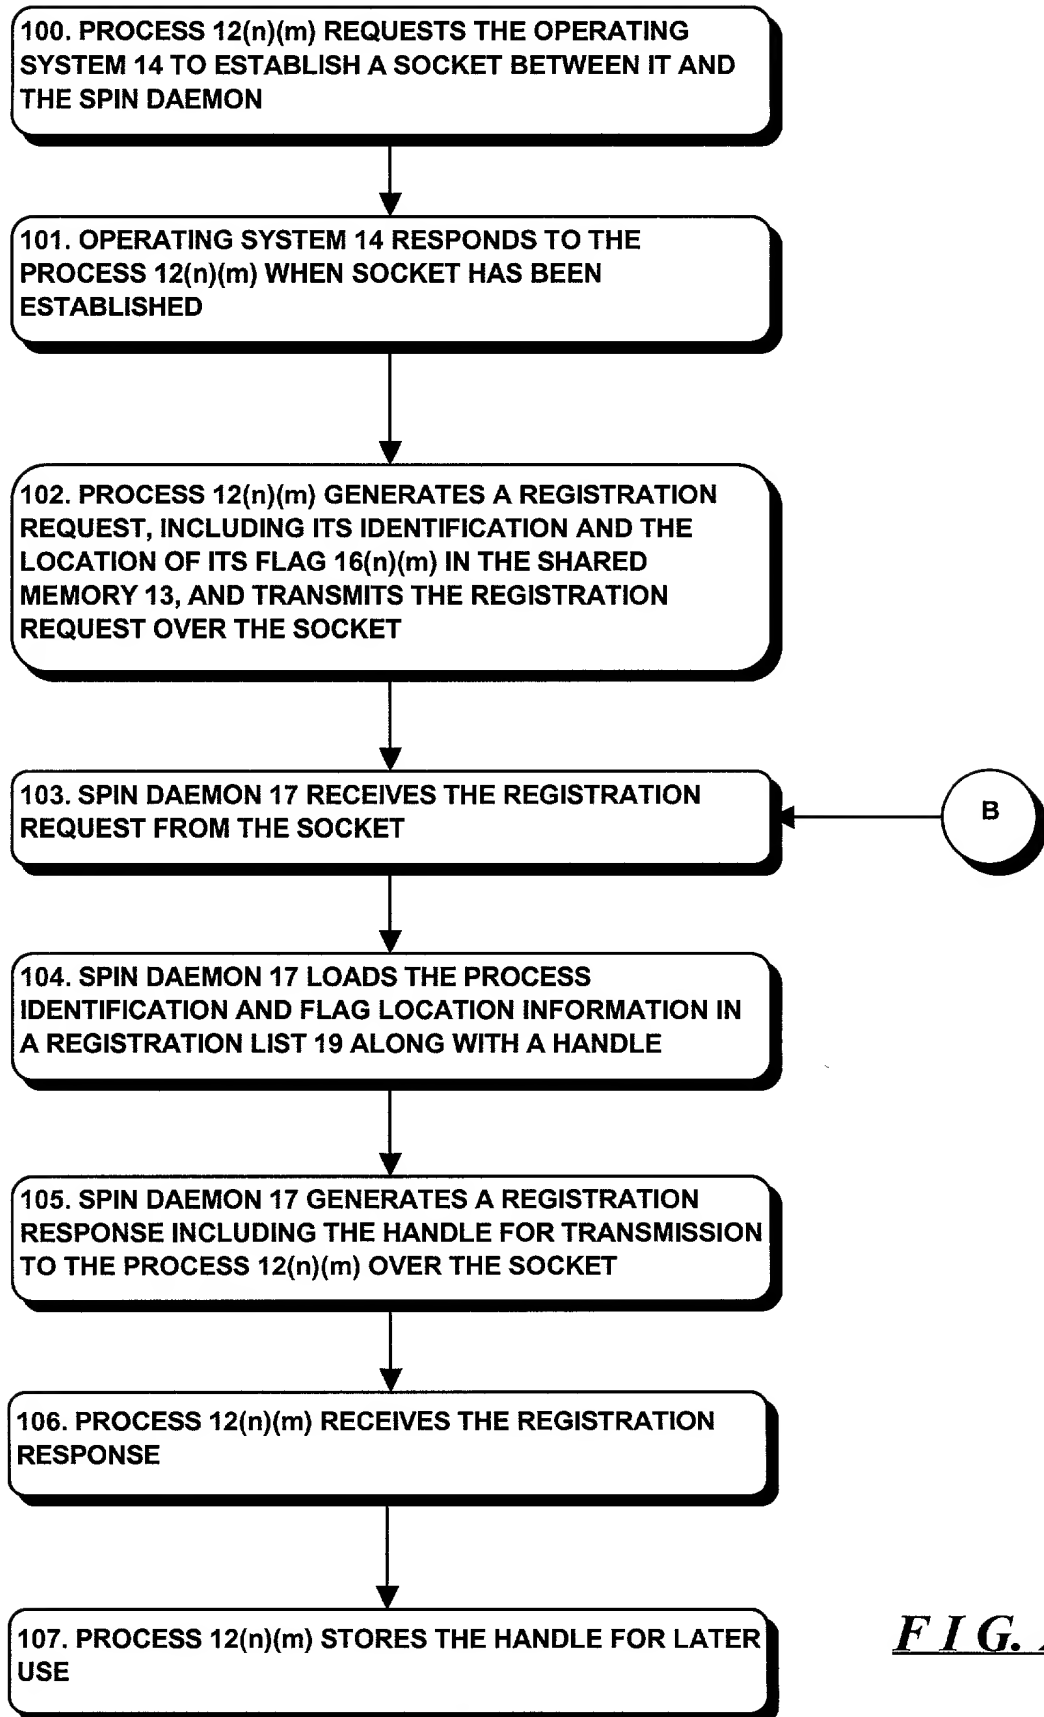 100. PROCESS 12(n)(m) REQUESTS THE OPERATING
SYSTEM 14 TO ESTABLISH A SOCKET BETWEEN IT AND
THE SPIN DAEMON
101. OPERATING SYSTEM 14 RESPONDS TO THE
PROCESS 12(n)(m) WHEN SOCKET HAS BEEN
ESTABLISHED
102. PROCESS 12(n)(m) GENERATES A REGISTRATION
REQUEST, INCLUDING ITS IDENTIFICATION AND THE
LOCATION OF ITS FLAG 16(n)(m) IN THE SHARED
MEMORY 13, AND TRANSMITS THE REGISTRATION
REQUEST OVER THE SOCKET
103. SPIN DAEMON 17 RECEIVES THE REGISTRATION
REQUEST FROM THE SOCKET
B
104. SPIN DAEMON 17 LOADS THE PROCESS
IDENTIFICATION AND FLAG LOCATION INFORMATION IN
A REGISTRATION LIST 19 ALONG WITH A HANDLE
105. SPIN DAEMON 17 GENERATES A REGISTRATION
RESPONSE INCLUDING THE HANDLE FOR TRANSMISSION
TO THE PROCESS 12(n)(m) OVER THE SOCKET
106. PROCESS 12(n)(m) RECEIVES THE REGISTRATION
RESPONSE
107. PROCESS 12(n)(m) STORES THE HANDLE FOR LATER
USE
FIG.